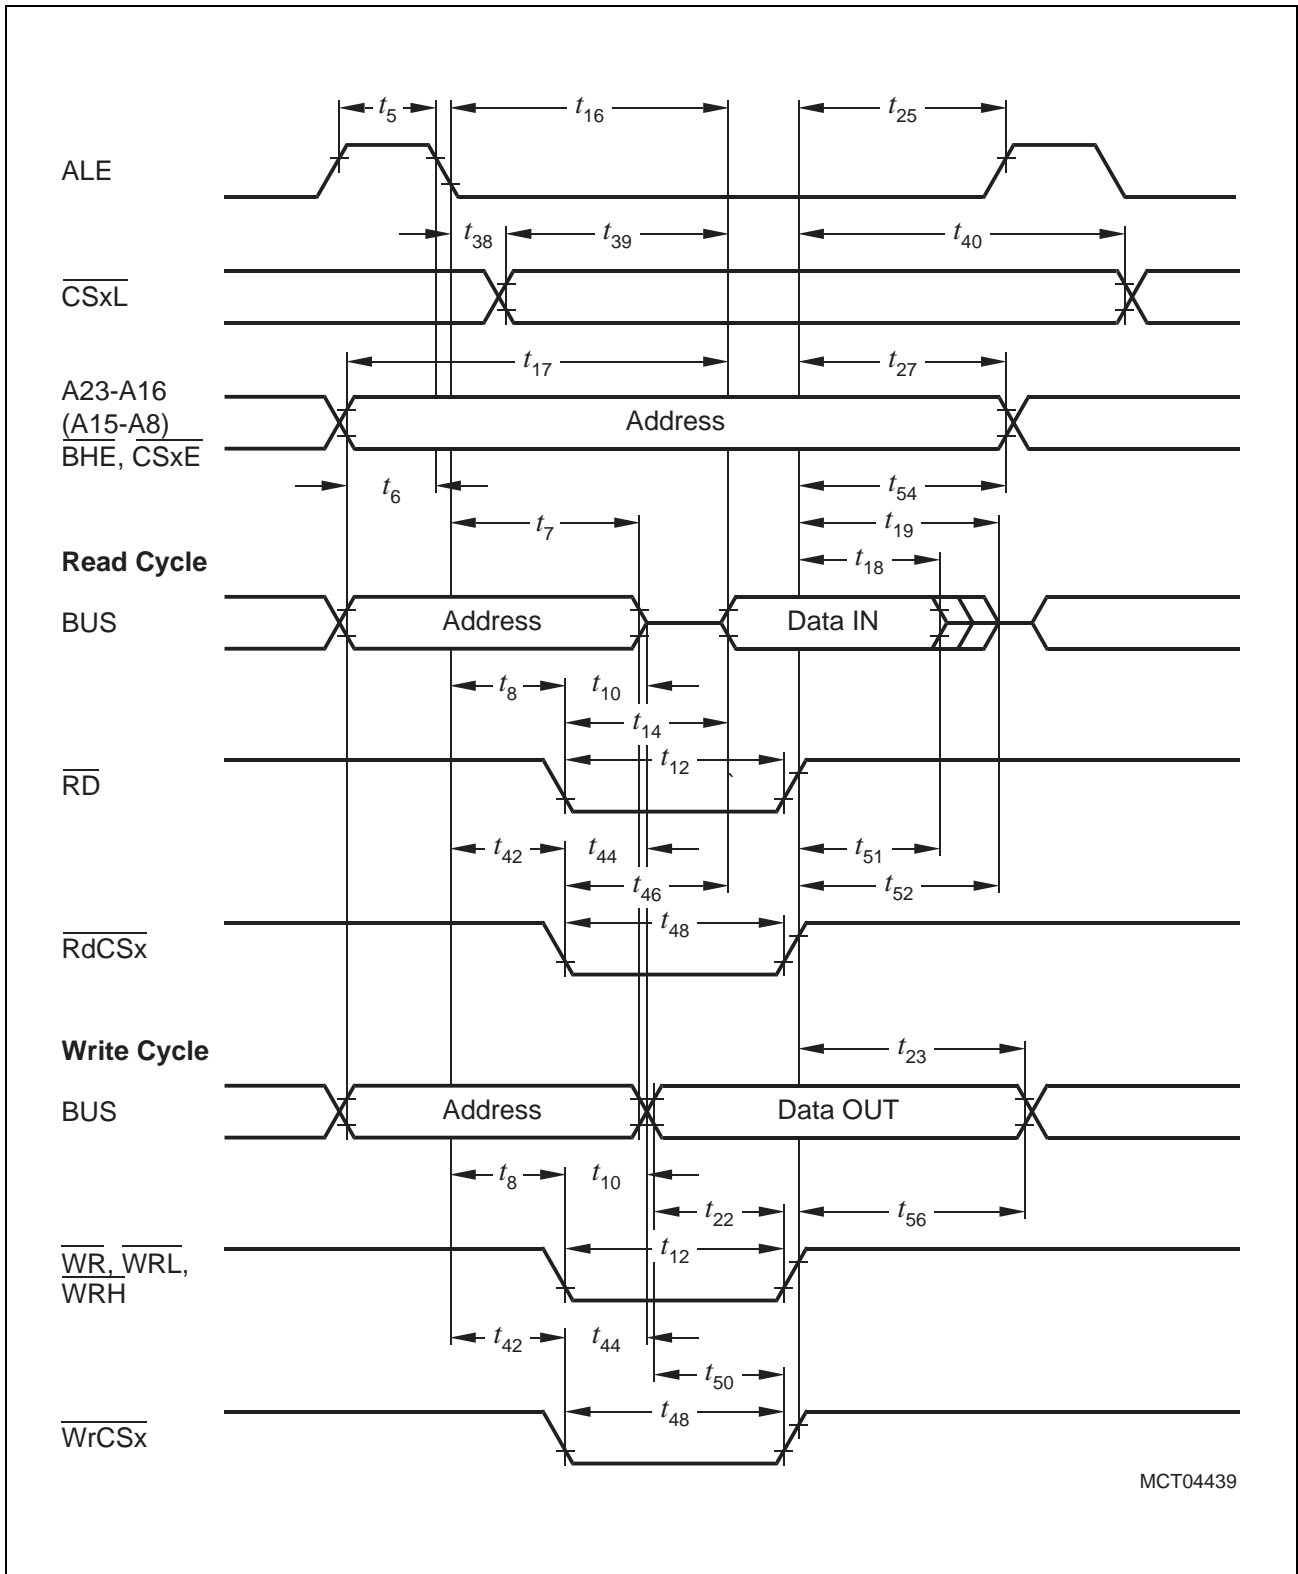 t5 t16 t25
ALE
t38 t39 t40
CSxL
t17 t27
A23-A16
(A15-A8)
BHE, CSxE
Address
t6 t54
t7 t19
Read Cycle
t18
BUS Address Data IN
t8 t10
t14
t12
RD
t42 t44 t51
t46 t52
t48
RdCSx
Write Cycle
t23
BUS Address Data OUT
t8 t10
t22 t56
t12
WR, WRL,
WRH
t42 t44
t50
t48
WrCSx
MCT04439